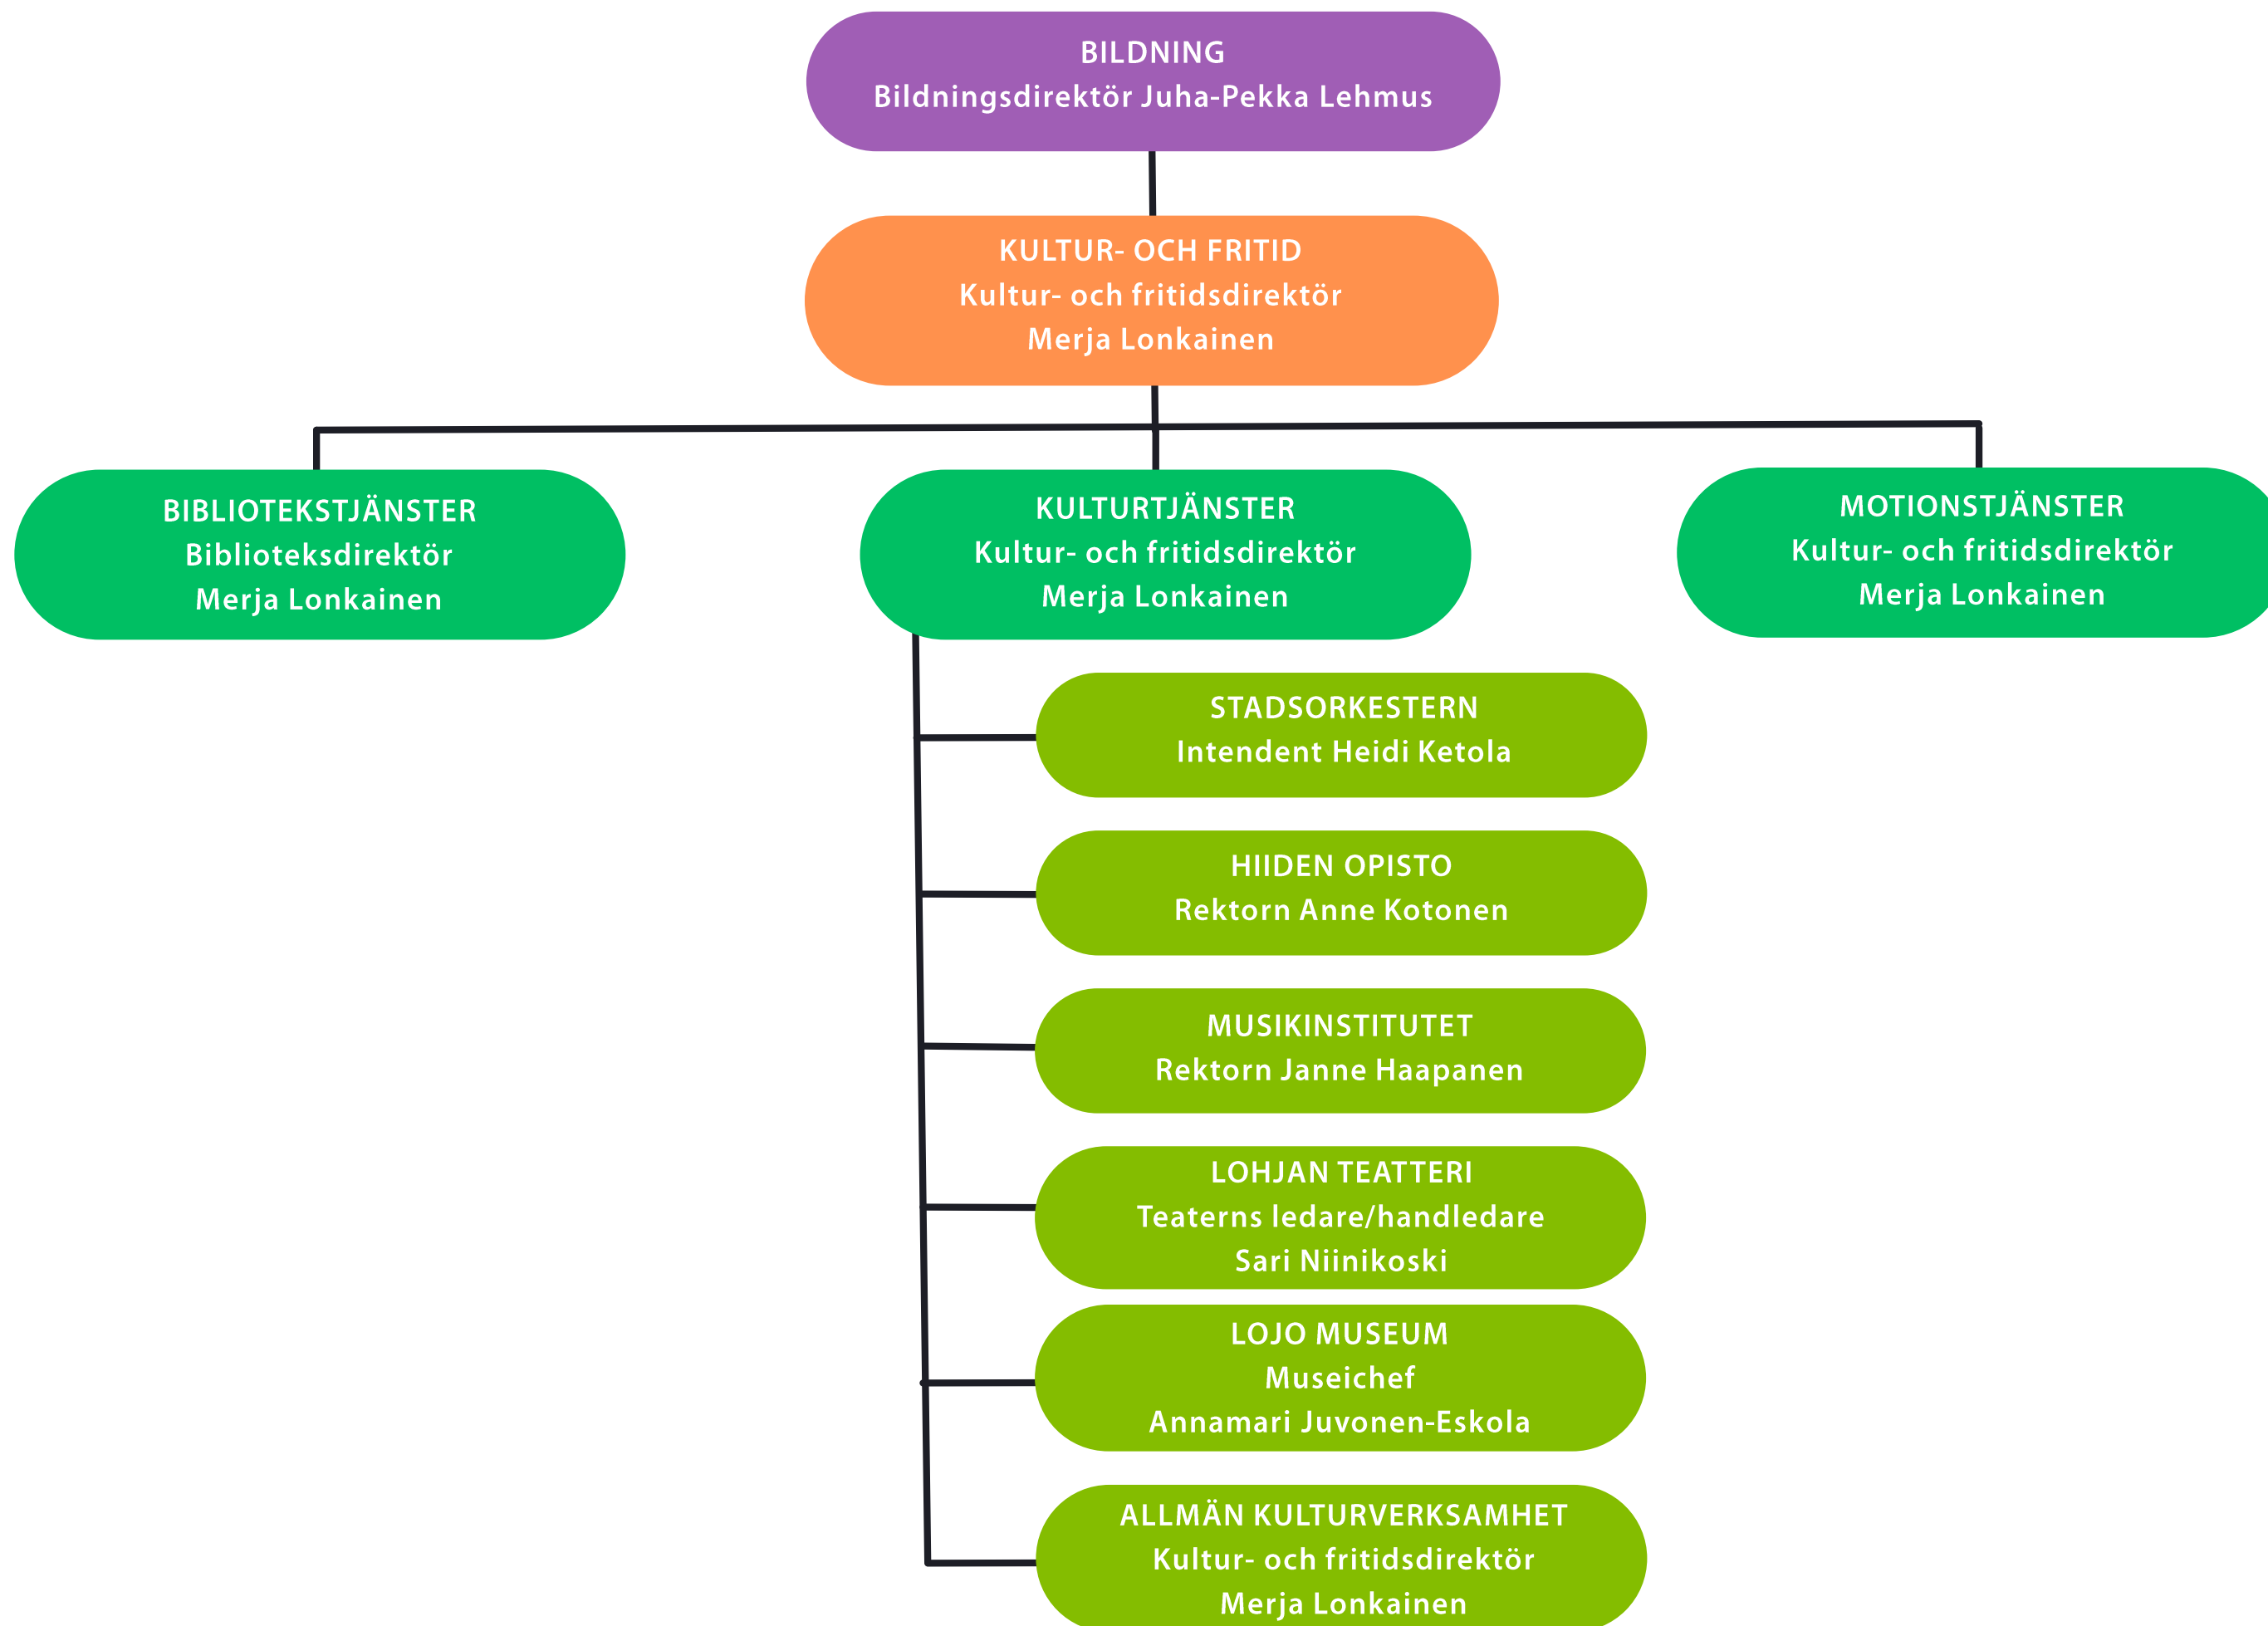 BILDNING
Bildningsdirektör Juha-Pekka Lehmus
KULTUR- OCH FRITID
Kultur- och fritidsdirektör
Merja Lonkainen
BIBLIOTEKSTJÄNSTER
Biblioteksdirektör
Merja Lonkainen
KULTURTJÄNSTER
Kultur- och fritidsdirektör
Merja Lonkainen
MOTIONSTJÄNSTER
Kultur- och fritidsdirektör
Merja Lonkainen
STADSORKESTERN
Intendent Heidi Ketola
HIIDEN OPISTO
Rektorn Anne Kotonen
MUSIKINSTITUTET
Rektorn Janne Haapanen
LOHJAN TEATTERI
Teaterns ledare/handledare
Sari Niinikoski
LOJO MUSEUM
Museichef
Annamari Juvonen-Eskola
ALLMÄN KULTURVERKSAMHET
Kultur- och fritidsdirektör
Merja Lonkainen